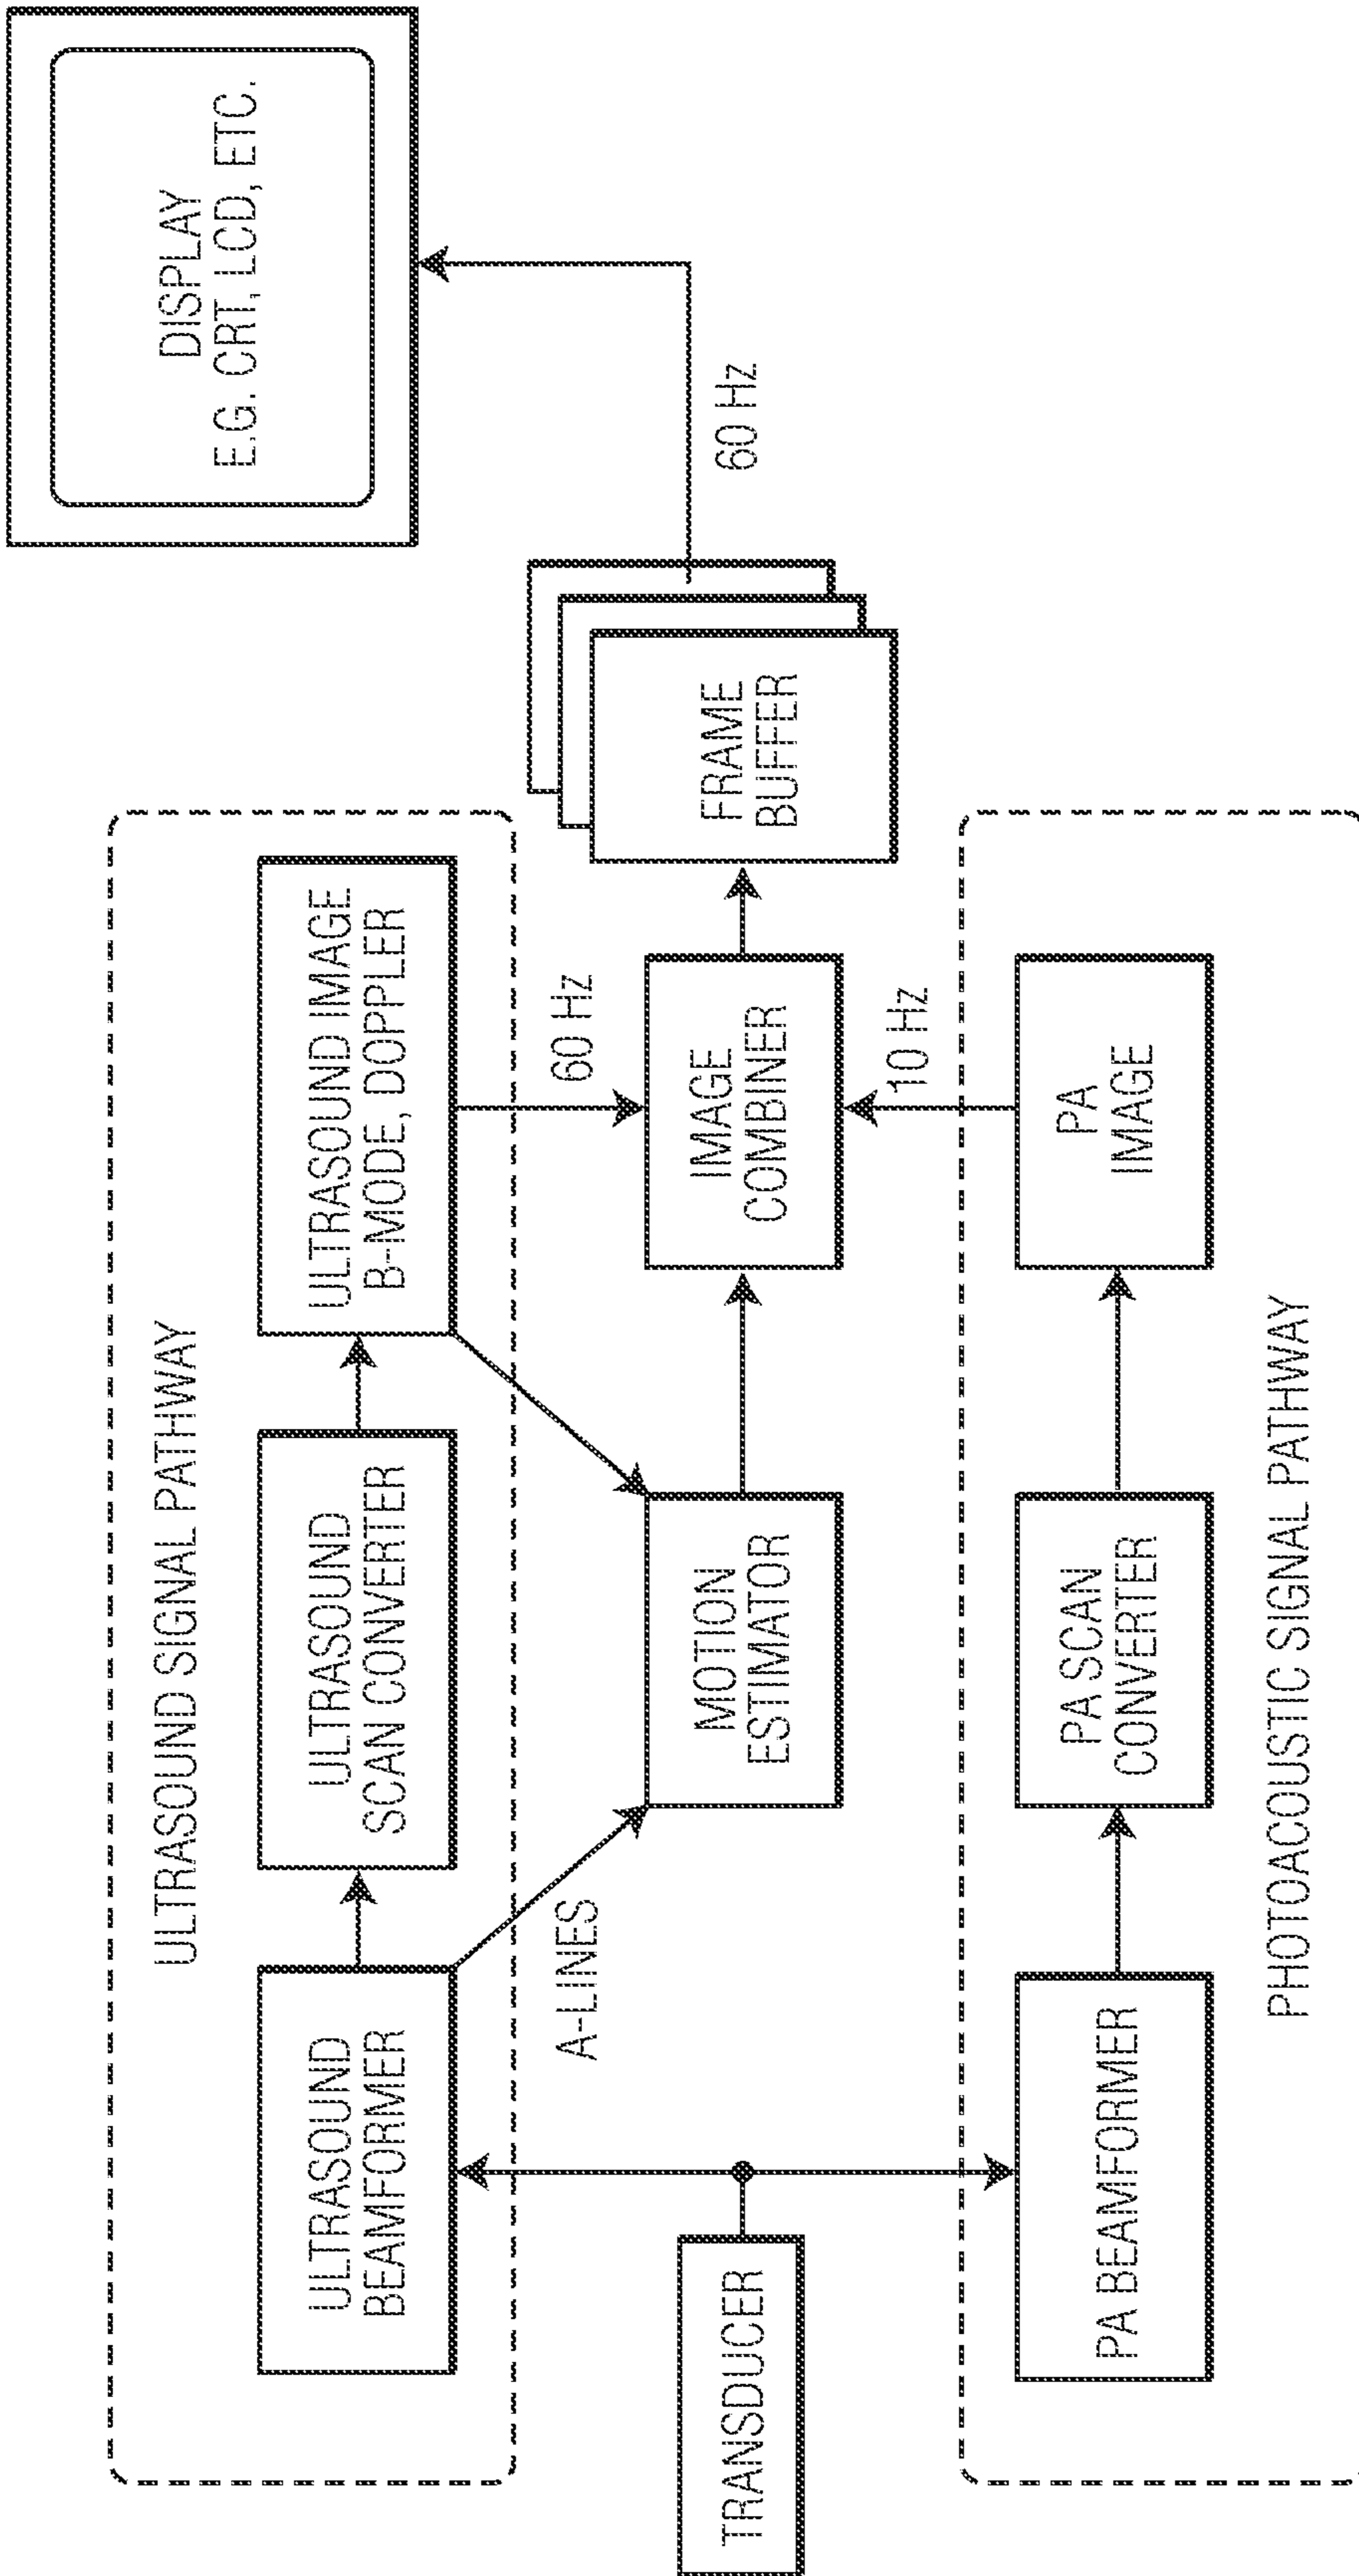 DISPLAY
E.G. CRT, LCD, ETC.
ULTRASOUND SIGNAL PATHWAY
ULTRASOUND
BEAMFORMER
ULTRASOUND
SCAN CONVERTER
ULTRASOUND IMAGE
B-MODE, DOPPLER
A-LINES
60 Hz
60 Hz
TRANSDUCER
MOTION
ESTIMATOR
IMAGE
COMBINER
FRAME
BUFFER
10 Hz
PA BEAMFORMER
PA SCAN
CONVERTER
PA
IMAGE
PHOTOACOUSTIC SIGNAL PATHWAY